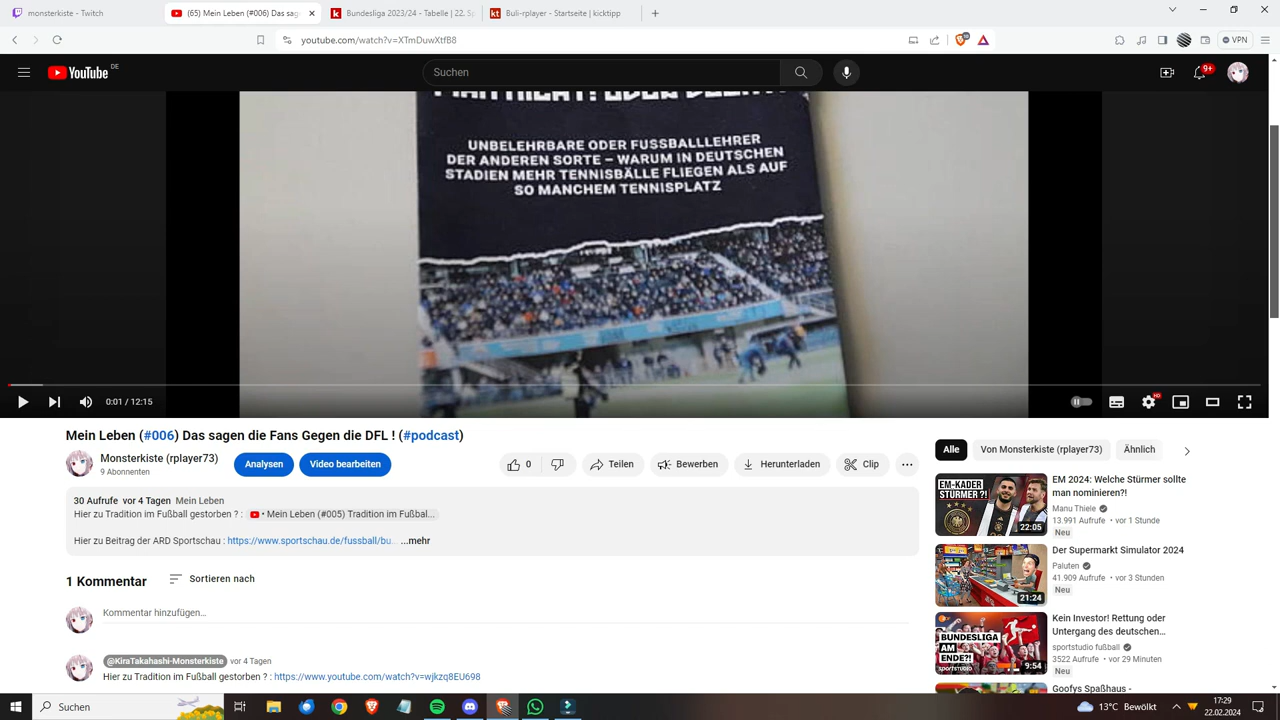 monsterkiste - Twitch
(65) Mein Leben (#006) Das sag
Bundesliga 2023/24 - Tabelle | 22. Sp
Buli-rplayer - Startseite | kicktipp
youtube.com/watch?v=XTmDuwXtfB8
VPN
YouTube DE
Suchen
9+
UNBELEHRBARE ODER FUSSBALLLEHRER
DER ANDEREN SORTE – WARUM IN DEUTSCHEN
STADIEN MEHR TENNISBÄLLE FLIEGEN ALS AUF
SO MANCHEM TENNISPLATZ
0:01 / 12:15
HD
Mein Leben (#006) Das sagen die Fans Gegen die DFL ! (#podcast)
Monsterkiste (rplayer73)
9 Abonnenten
Analysen
Video bearbeiten
0
Teilen
Bewerben
Herunterladen
Clip
30 Aufrufe vor 4 Tagen Mein Leben
Hier zu Tradition im Fußball gestorben ? : • Mein Leben (#005) Tradition im Fußbal...
Hier zu Beitrag der ARD Sportschau : https://www.sportschau.de/fussball/bu... ...mehr
1 Kommentar
Sortieren nach
Kommentar hinzufügen...
@KiraTakahashi-Monsterkiste vor 4 Tagen
Hier zu Tradition im Fußball gestorben ? : https://www.youtube.com/watch?v=wjkzq8EU698
Alle
Von Monsterkiste (rplayer73)
Ähnlich
EM-KADER
STÜRMER ?!
22:05
EM 2024: Welche Stürmer sollte
man nominieren?!
Manu Thiele
13.991 Aufrufe • vor 1 Stunde
Neu
21:24
Der Supermarkt Simulator 2024
Paluten
41.909 Aufrufe • vor 3 Stunden
Neu
BUNDESLIGA
AM
ENDE?!
sportstudio
9:54
Kein Investor! Rettung oder
Untergang des deutschen...
sportstudio fußball
3522 Aufrufe • vor 29 Minuten
Neu
Goofys Spaßhaus -
Suchen
13°C Bewölkt
17:29
22.02.2024